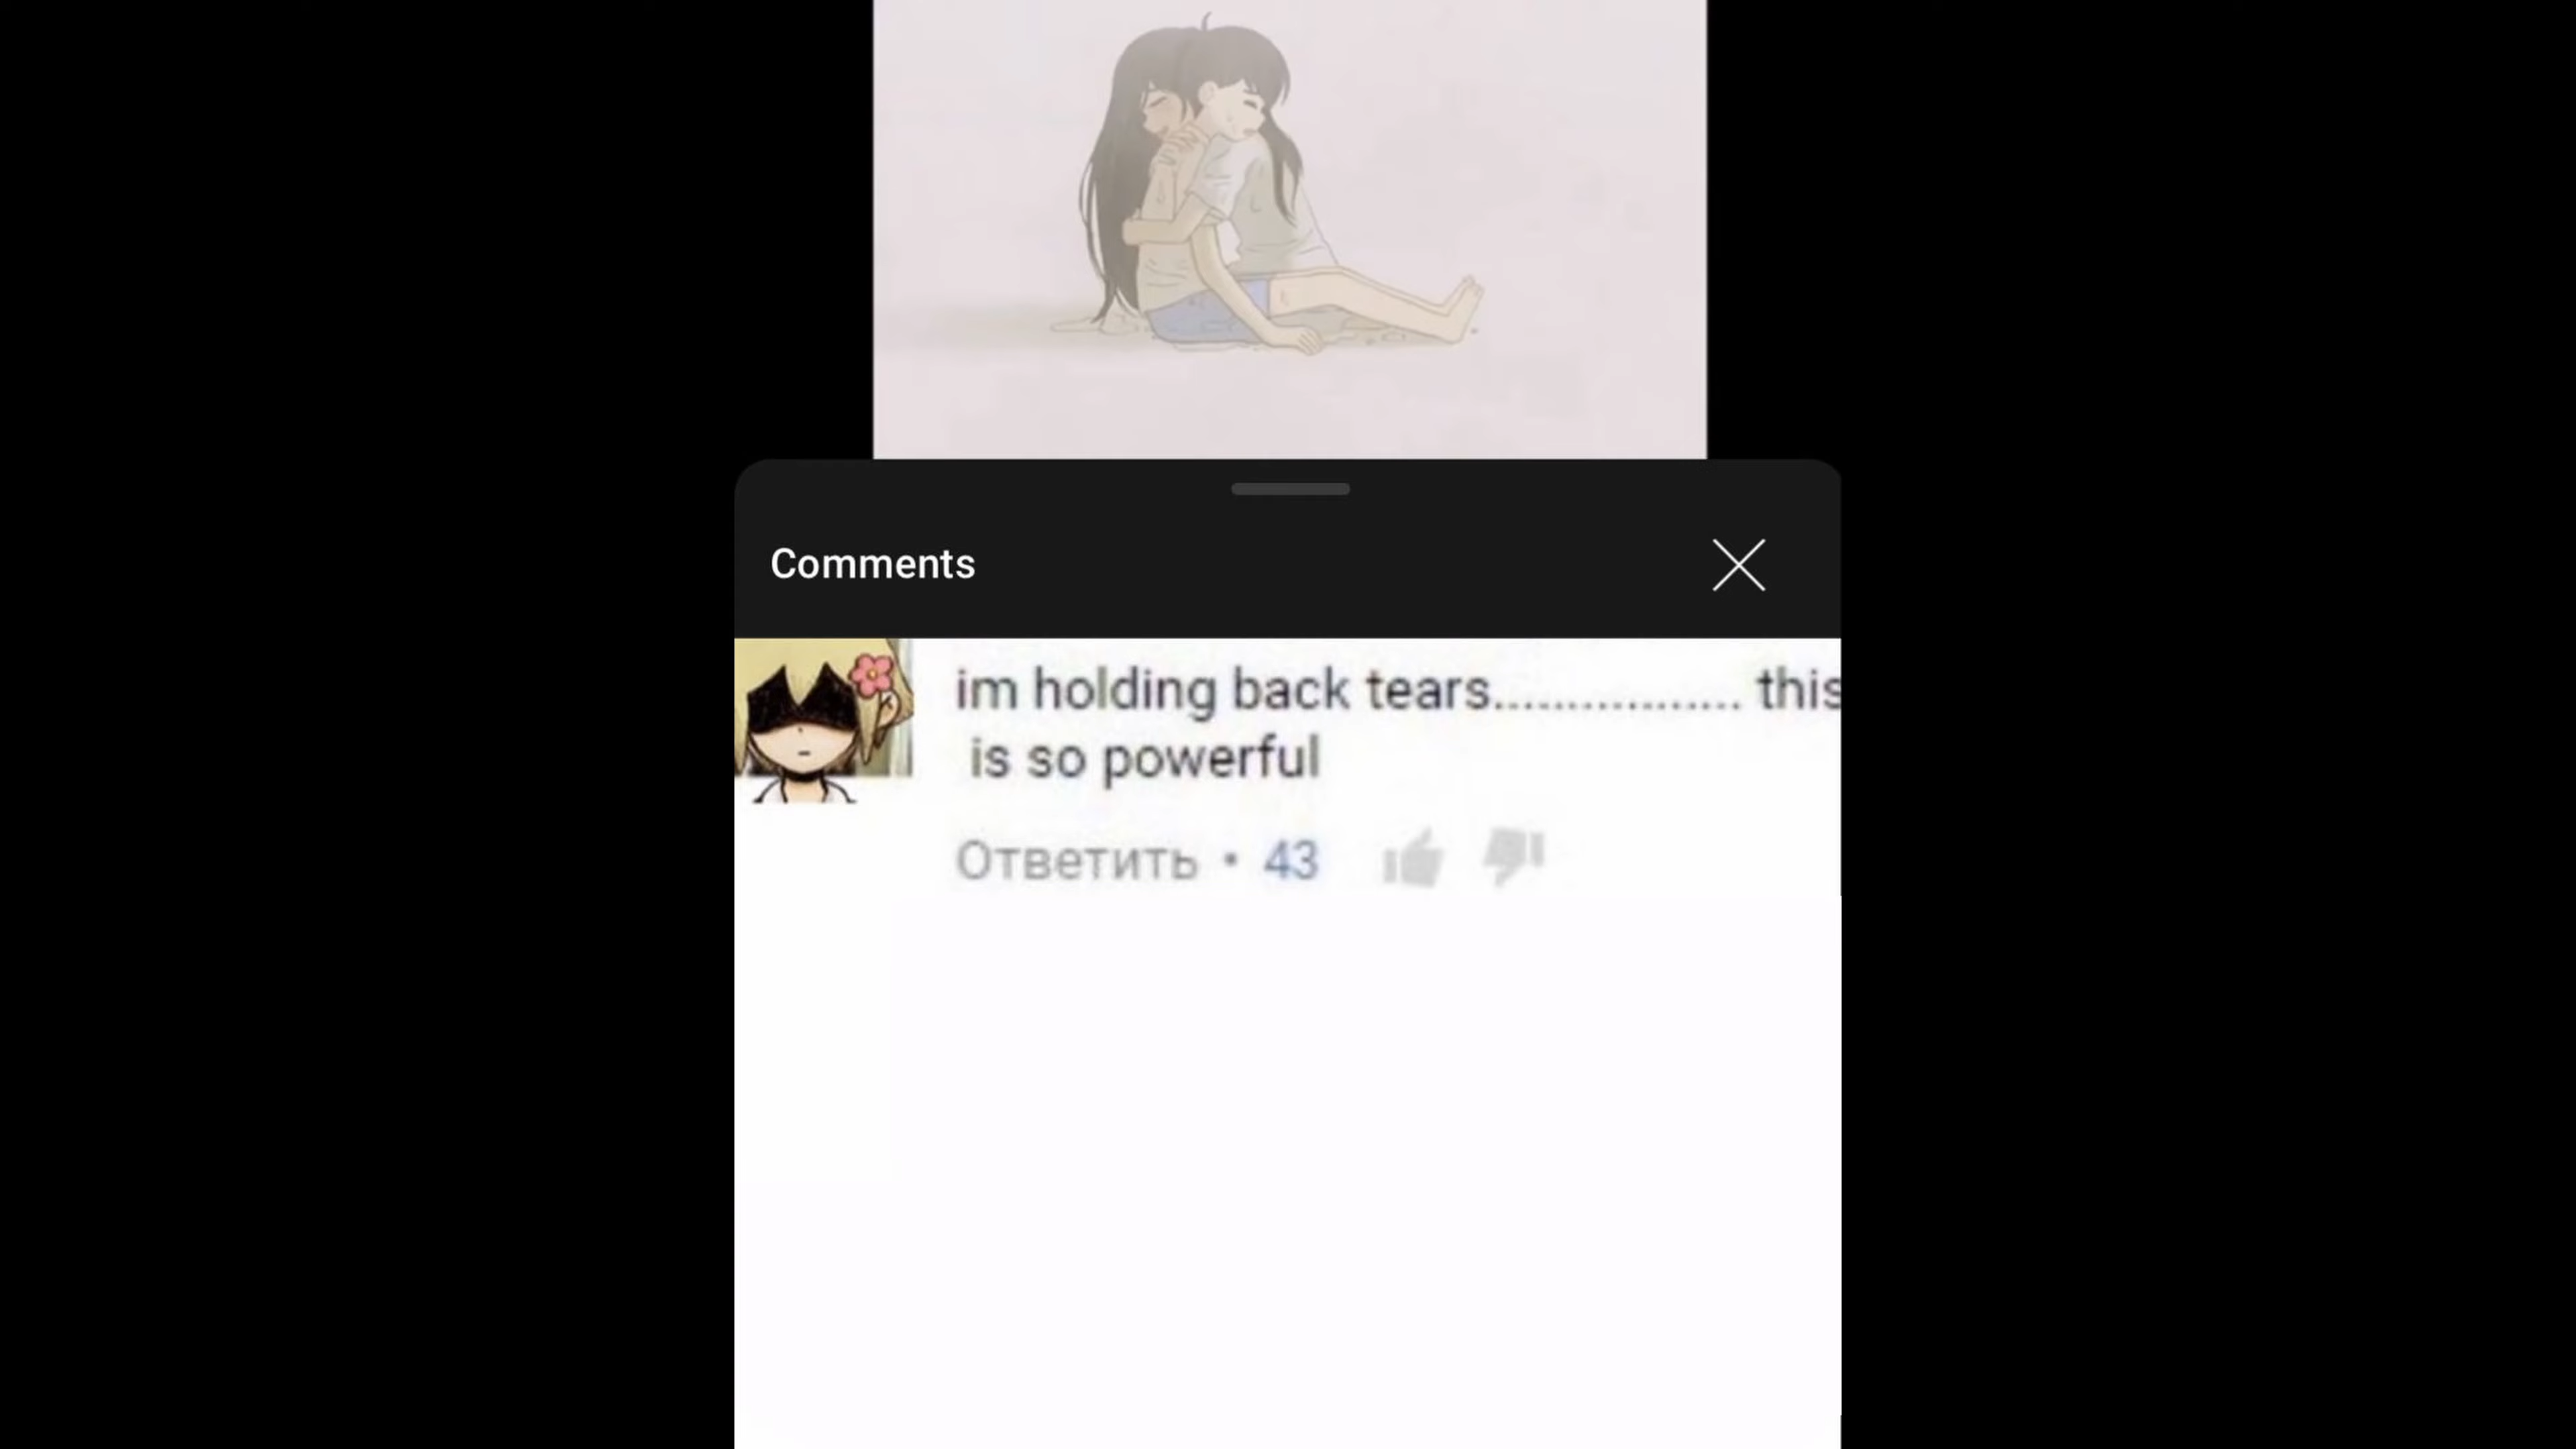 Comments
im holding back tears................. this
is so powerful
Ответить • 43